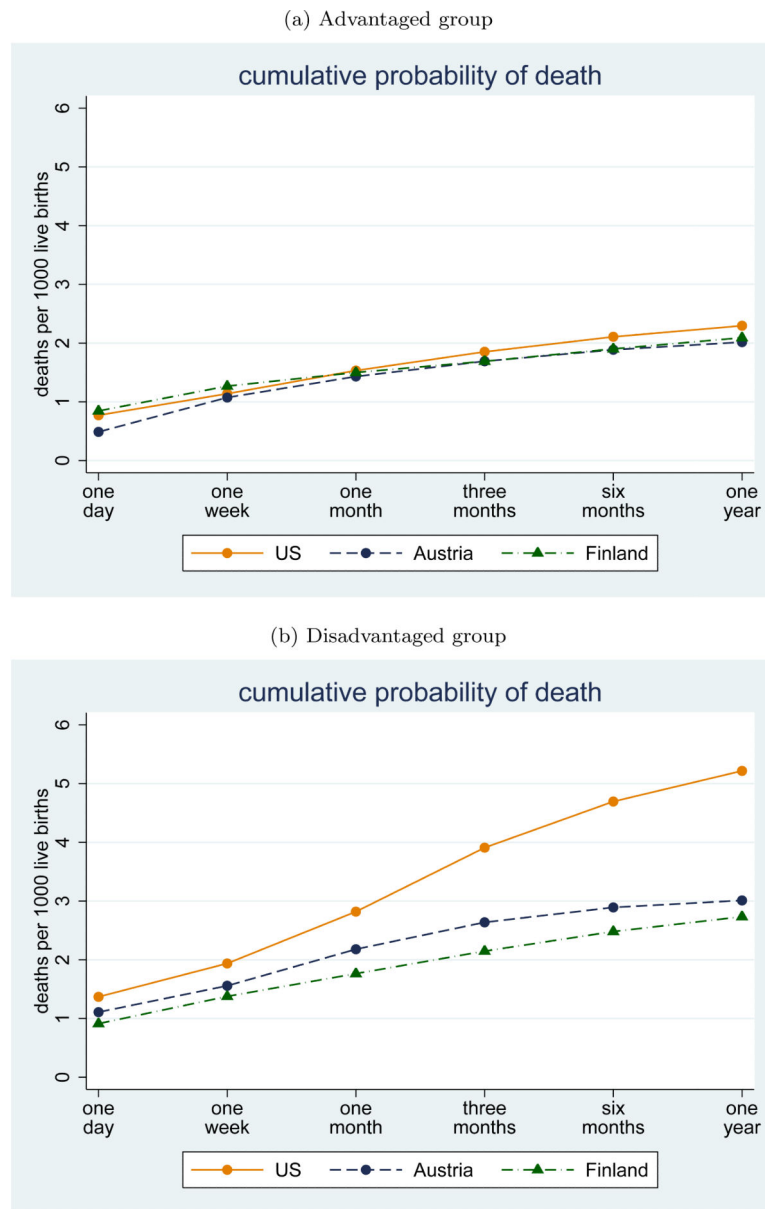 (a) Advantaged group
cumulative probability of death
deaths per 1000 live births
6
5
4
3
2
1
0
one day
one week
one month
three months
six months
one year
US
Austria
Finland
(b) Disadvantaged group
cumulative probability of death
deaths per 1000 live births
6
5
4
3
2
1
0
one day
one week
one month
three months
six months
one year
US
Austria
Finland